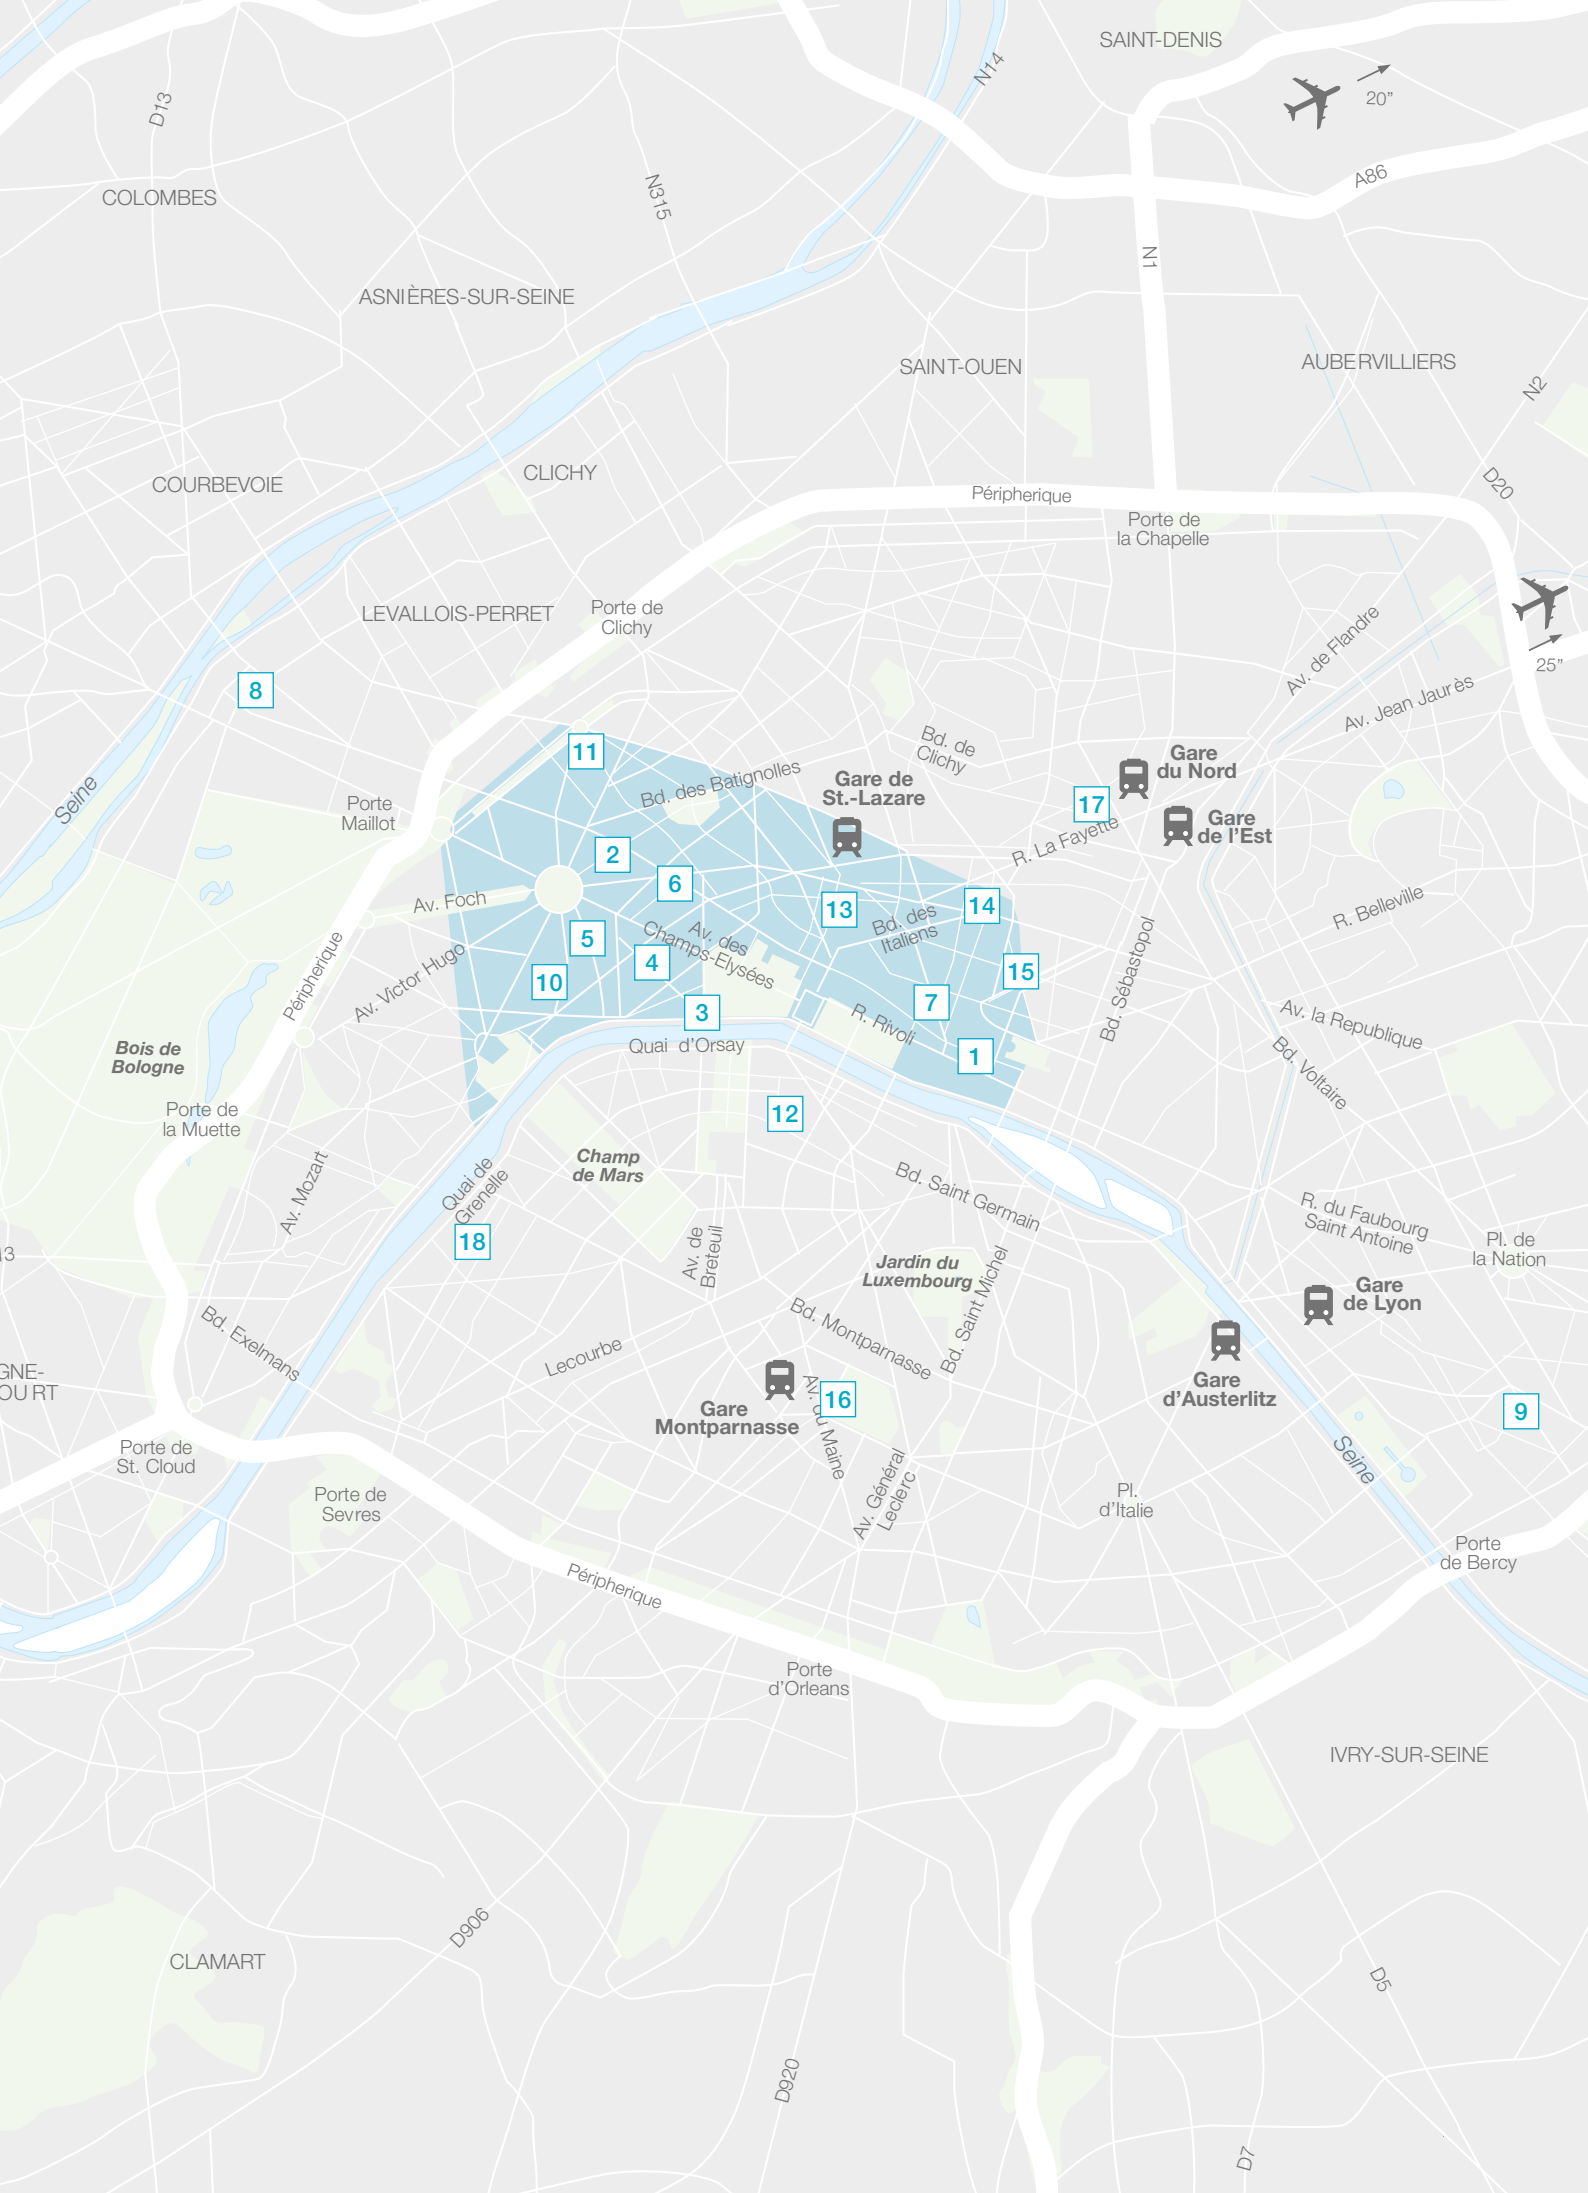 SAINT-DENIS
N14
20”
D13
A86
COLOMBES
N315
N1
ASNIÈRES-SUR-SEINE
SAINT-OUEN
AUBERVILLIERS
N2
COURBEVOIE
CLICHY
D20
Péripherique
Porte de
la Chapelle
LEVALLOIS-PERRET
Porte de
Clichy
Av. de Flandre
25”
8
Av. Jean Jaurès
11
Bd. de
Clichy
Gare
du Nord
Seine
Bd. des Batignolles
Gare de
St.-Lazare
17
Porte
Maillot
Gare
de l’Est
R. La Fayette
2
6
Av. Foch
13
14
Bd. des
Italiens
R. Belleville
5
Av. des
Champs-Elysées
4
Péripherique
Av. Victor Hugo
10
15
Bd. Sébastopol
7
3
R. Rivoli
Av. la Republique
Quai d’Orsay
1
Bois de
Bologne
Bd. Voltaire
Porte de
la Muette
12
Champ
de Mars
Av. Mozart
Quai de
Grenelle
Bd. Saint Germain
R. du Faubourg
Saint Antoine
18
Pl. de
la Nation
13
Av. de
Breteuil
Jardin du
Luxembourg
Bd. Saint Michel
Gare
de Lyon
Bd. Exelmans
Bd. Montparnasse
Lecourbe
GNE-
OURT
Gare
d’Austerlitz
Av. du Maine
16
Gare
Montparnasse
9
Porte de
St. Cloud
Seine
Porte de
Sevres
Av. Général
Leclerc
Pl.
d’Italie
Porte
de Bercy
Péripherique
Porte
d’Orleans
IVRY-SUR-SEINE
D906
CLAMART
D5
D920
D7